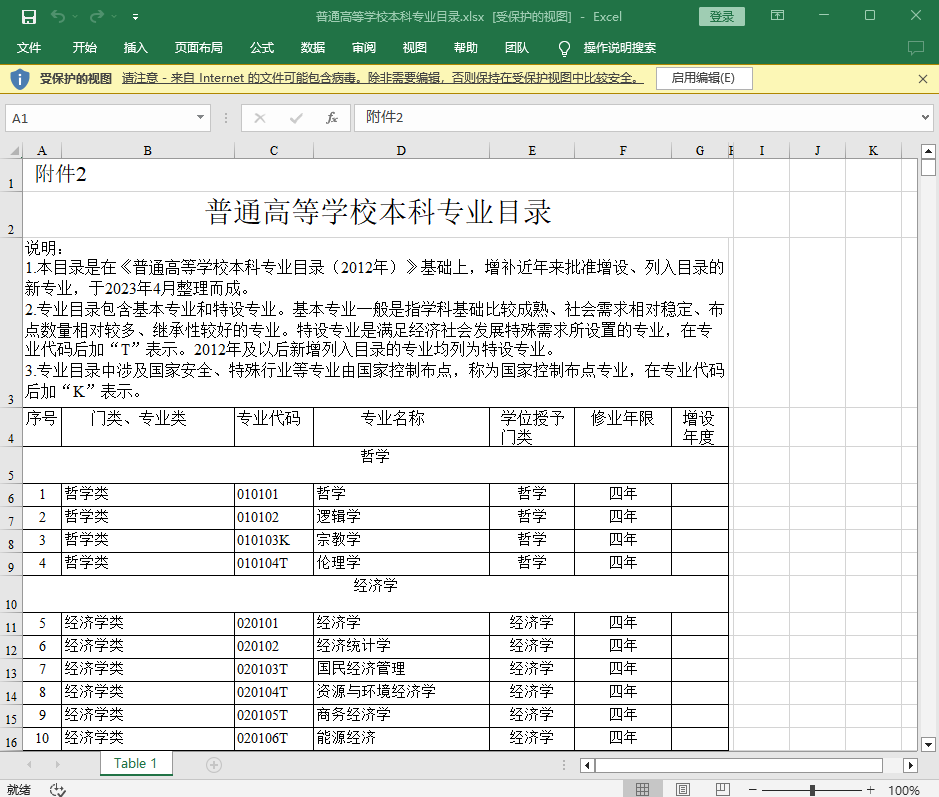 普通高等学校本科专业目录.xlsx [受保护的视图] - Excel
登录
文件 开始 插入 页面布局 公式 数据 审阅 视图 帮助 团队 操作说明搜索
受保护的视图 请注意 - 来自 Internet 的文件可能包含病毒。除非需要编辑，否则保持在受保护视图中比较安全。 启用编辑(E)
A1 fx 附件2
A B C D E F G H I J K
1 附件2
2 普通高等学校本科专业目录
说明：
1.本目录是在《普通高等学校本科专业目录（2012年）》基础上，增补近年来批准增设、列入目录的
新专业，于2023年4月整理而成。
2.专业目录包含基本专业和特设专业。基本专业一般是指学科基础比较成熟、社会需求相对稳定、布
点数量相对较多、继承性较好的专业。特设专业是满足经济社会发展特殊需求所设置的专业，在专
业代码后加“T”表示。2012年及以后新增列入目录的专业均列为特设专业。
3.专业目录中涉及国家安全、特殊行业等专业由国家控制布点，称为国家控制布点专业，在专业代码
3 后加“K”表示。
序号 门类、专业类 专业代码 专业名称 学位授予 修业年限 增设
4 门类 年度
5 哲学
6 1 哲学类 010101 哲学 哲学 四年
7 2 哲学类 010102 逻辑学 哲学 四年
8 3 哲学类 010103K 宗教学 哲学 四年
9 4 哲学类 010104T 伦理学 哲学 四年
10 经济学
11 5 经济学类 020101 经济学 经济学 四年
12 6 经济学类 020102 经济统计学 经济学 四年
13 7 经济学类 020103T 国民经济管理 经济学 四年
14 8 经济学类 020104T 资源与环境经济学 经济学 四年
15 9 经济学类 020105T 商务经济学 经济学 四年
16 10 经济学类 020106T 能源经济 经济学 四年
Table 1
就绪 100%